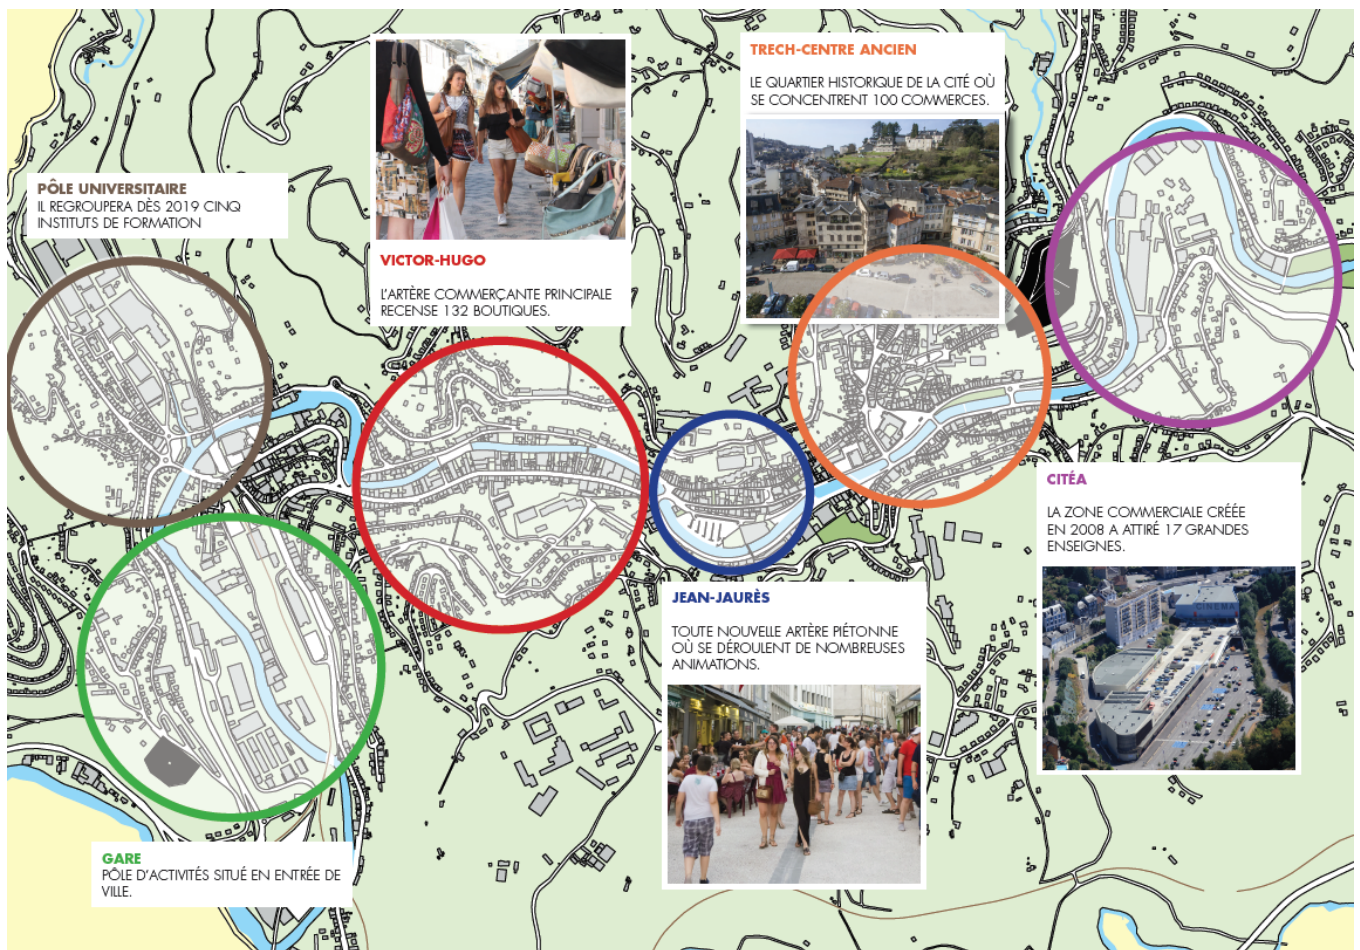 PÔLE UNIVERSITAIRE
IL REGROUPERA DÈS 2019 CINQ
INSTITUTS DE FORMATION
VICTOR-HUGO
L'ARTÈRE COMMERÇANTE PRINCIPALE
RECENSE 132 BOUTIQUES.
TRECH-CENTRE ANCIEN
LE QUARTIER HISTORIQUE DE LA CITÉ OÙ
SE CONCENTRENT 100 COMMERCES.
CITÉA
LA ZONE COMMERCIALE CRÉÉE
EN 2008 A ATTIRÉ 17 GRANDES
ENSEIGNES.
CINEMA
JEAN-JAURÈS
TOUTE NOUVELLE ARTÈRE PIÉTONNE
OÙ SE DÉROULENT DE NOMBREUSES
ANIMATIONS.
GARE
PÔLE D'ACTIVITÉS SITUÉ EN ENTRÉE DE
VILLE.